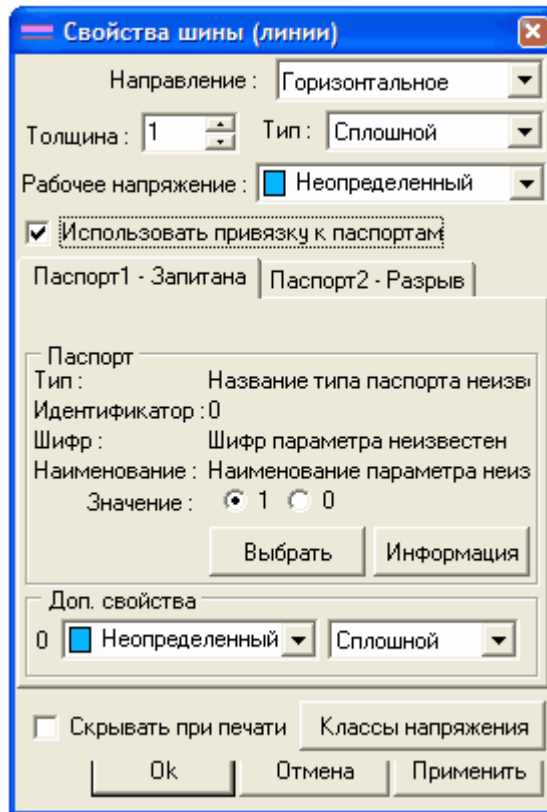 Свойства шины (линии)
Направление : Горизонтальное
Толщина : 1 Тип : Сплошной
Рабочее напряжение : Неопределенный
Использовать привязку к паспортам
Паспорт1 - Запитана Паспорт2 - Разрыв
Паспорт
Тип : Название типа паспорта неизв
Идентификатор : 0
Шифр : Шифр параметра неизвестен
Наименование : Наименование параметра неиз
Значение : 1 0
Выбрать Информация
Доп. свойства
0 Неопределенный Сплошной
Скрывать при печати Классы напряжения
Ok Отмена Применить